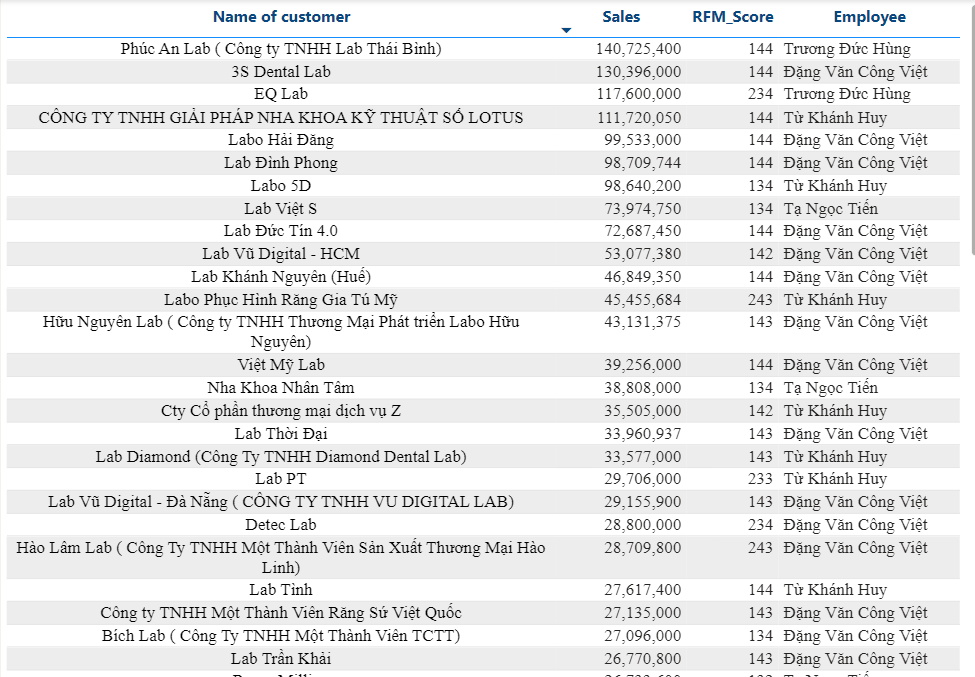 Name of customer Sales RFM_Score Employee
Phúc An Lab ( Công ty TNHH Lab Thái Bình) 140,725,400 144 Trương Đức Hùng
3S Dental Lab 130,396,000 144 Đặng Văn Công Việt
EQ Lab 117,600,000 234 Trương Đức Hùng
CÔNG TY TNHH GIẢI PHÁP NHA KHOA KỸ THUẬT SỐ LOTUS 111,720,050 144 Từ Khánh Huy
Labo Hải Đăng 99,533,000 144 Đặng Văn Công Việt
Lab Đình Phong 98,709,744 144 Đặng Văn Công Việt
Labo 5D 98,640,200 134 Từ Khánh Huy
Lab Việt S 73,974,750 134 Tạ Ngọc Tiến
Lab Đức Tín 4.0 72,687,450 144 Đặng Văn Công Việt
Lab Vũ Digital - HCM 53,077,380 142 Đặng Văn Công Việt
Lab Khánh Nguyên (Huế) 46,849,350 144 Đặng Văn Công Việt
Labo Phục Hình Răng Gia Tú Mỹ 45,455,684 243 Từ Khánh Huy
Hữu Nguyên Lab ( Công ty TNHH Thương Mại Phát triển Labo Hữu 43,131,375 143 Đặng Văn Công Việt
Nguyên)
Việt Mỹ Lab 39,256,000 144 Đặng Văn Công Việt
Nha Khoa Nhân Tâm 38,808,000 134 Tạ Ngọc Tiến
Cty Cổ phần thương mại dịch vụ Z 35,505,000 142 Từ Khánh Huy
Lab Thời Đại 33,960,937 143 Đặng Văn Công Việt
Lab Diamond (Công Ty TNHH Diamond Dental Lab) 33,577,000 143 Từ Khánh Huy
Lab PT 29,706,000 233 Từ Khánh Huy
Lab Vũ Digital - Đà Nẵng ( CÔNG TY TNHH VU DIGITAL LAB) 29,155,900 143 Đặng Văn Công Việt
Detec Lab 28,800,000 234 Đặng Văn Công Việt
Hào Lâm Lab ( Công Ty TNHH Một Thành Viên Sản Xuất Thương Mại Hào 28,709,800 243 Đặng Văn Công Việt
Linh)
Lab Tỉnh 27,617,400 144 Từ Khánh Huy
Công ty TNHH Một Thành Viên Răng Sứ Việt Quốc 27,135,000 143 Đặng Văn Công Việt
Bích Lab ( Công Ty TNHH Một Thành Viên TCTT) 27,096,000 134 Đặng Văn Công Việt
Lab Trần Khải 26,770,800 143 Đặng Văn Công Việt